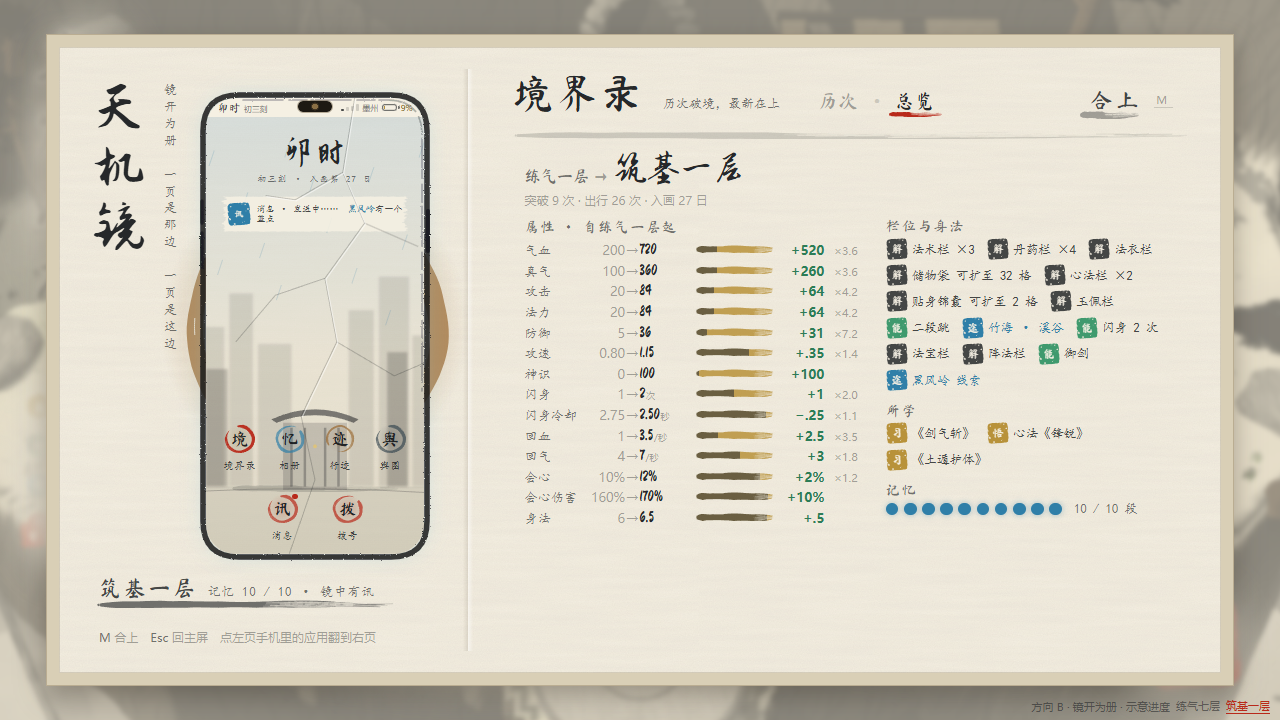 天机镜
镜开为册 一页是那边 一页是这边
卯时 初三刻 墨州 9%
卯时
初三刻 · 入画第 27 日
讯 消息 · 发送中…… 黑风岭有一个
盲点
境 忆 迹 舆
境界录 相册 行迹 舆图
讯 拨
消息 拨号
筑基一层 记忆 10 / 10 · 镜中有讯
M 合上 Esc 回主屏 点左页手机里的应用翻到右页
境界录 历次破境，最新在上 历次 · 总览 合上 M
练气一层 → 筑基一层
突破 9 次 · 出行 26 次 · 入画 27 日
属性 · 自练气一层起
气血 200→720 +520 ×3.6
真气 100→360 +260 ×3.6
攻击 20→84 +64 ×4.2
法力 20→84 +64 ×4.2
防御 5→36 +31 ×7.2
攻速 0.80→1.15 +.35 ×1.4
神识 0→100 +100
闪身 1→2次 +1 ×2.0
闪身冷却 2.75→2.50秒 −.25 ×1.1
回血 1→3.5/秒 +2.5 ×3.5
回气 4→7/秒 +3 ×1.8
会心 10%→12% +2% ×1.2
会心伤害 160%→170% +10%
身法 6→6.5 +.5
栏位与身法
解 法术栏 ×3 解 丹药栏 ×4 解 法衣栏
解 储物袋 可扩至 32 格 解 心法栏 ×2
解 贴身锦囊 可扩至 2 格 解 玉佩栏
能 二段跳 途 竹海 · 溪谷 能 闪身 2 次
解 法宝栏 解 阵法栏 能 御剑
途 黑风岭 线索
所学
习 《剑气斩》 悟 心法《锋锐》
习 《土遁护体》
记忆
10 / 10 段
方向 B · 镜开为册 · 示意进度 练气七层 筑基一层